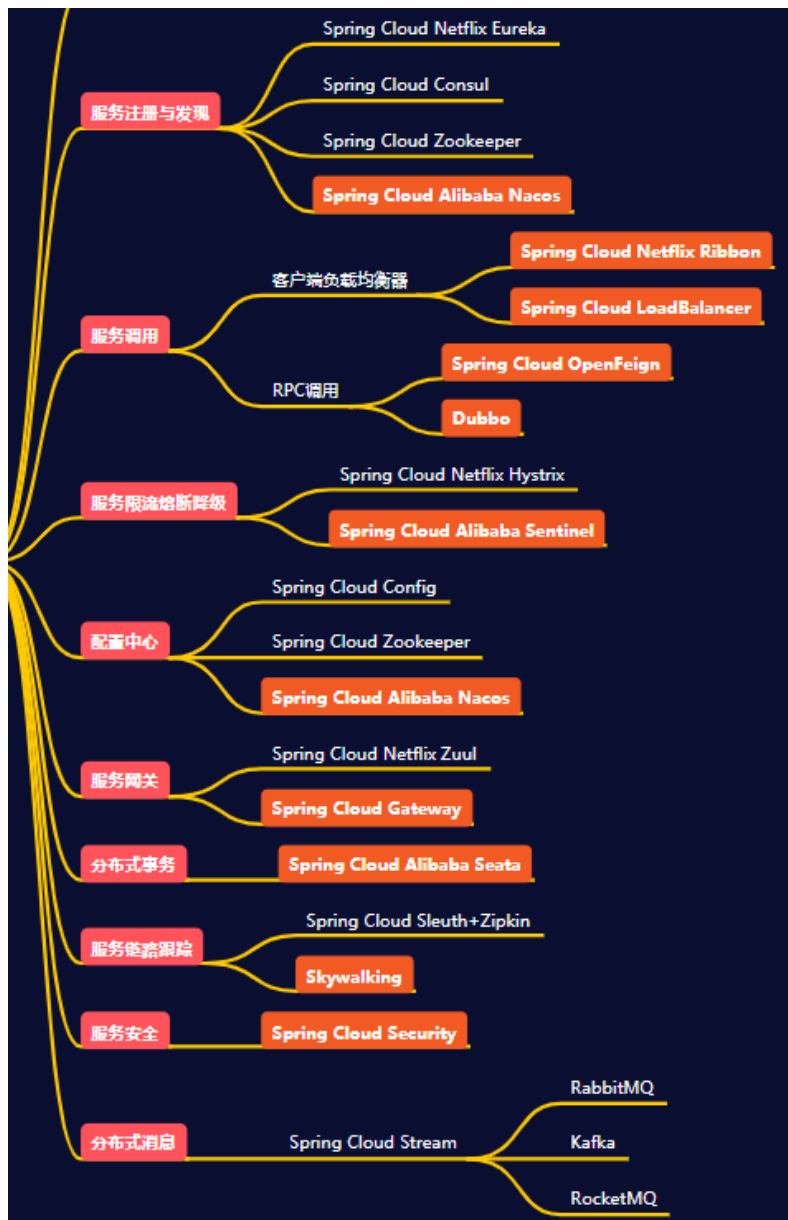 服务注册与发现
Spring Cloud Netflix Eureka
Spring Cloud Consul
Spring Cloud Zookeeper
Spring Cloud Alibaba Nacos
服务调用
客户端负载均衡器
Spring Cloud Netflix Ribbon
Spring Cloud LoadBalancer
RPC调用
Spring Cloud OpenFeign
Dubbo
服务限流熔断降级
Spring Cloud Netflix Hystrix
Spring Cloud Alibaba Sentinel
配置中心
Spring Cloud Config
Spring Cloud Zookeeper
Spring Cloud Alibaba Nacos
服务网关
Spring Cloud Netflix Zuul
Spring Cloud Gateway
分布式事务
Spring Cloud Alibaba Seata
服务链路跟踪
Spring Cloud Sleuth+Zipkin
Skywalking
服务安全
Spring Cloud Security
分布式消息
Spring Cloud Stream
RabbitMQ
Kafka
RocketMQ